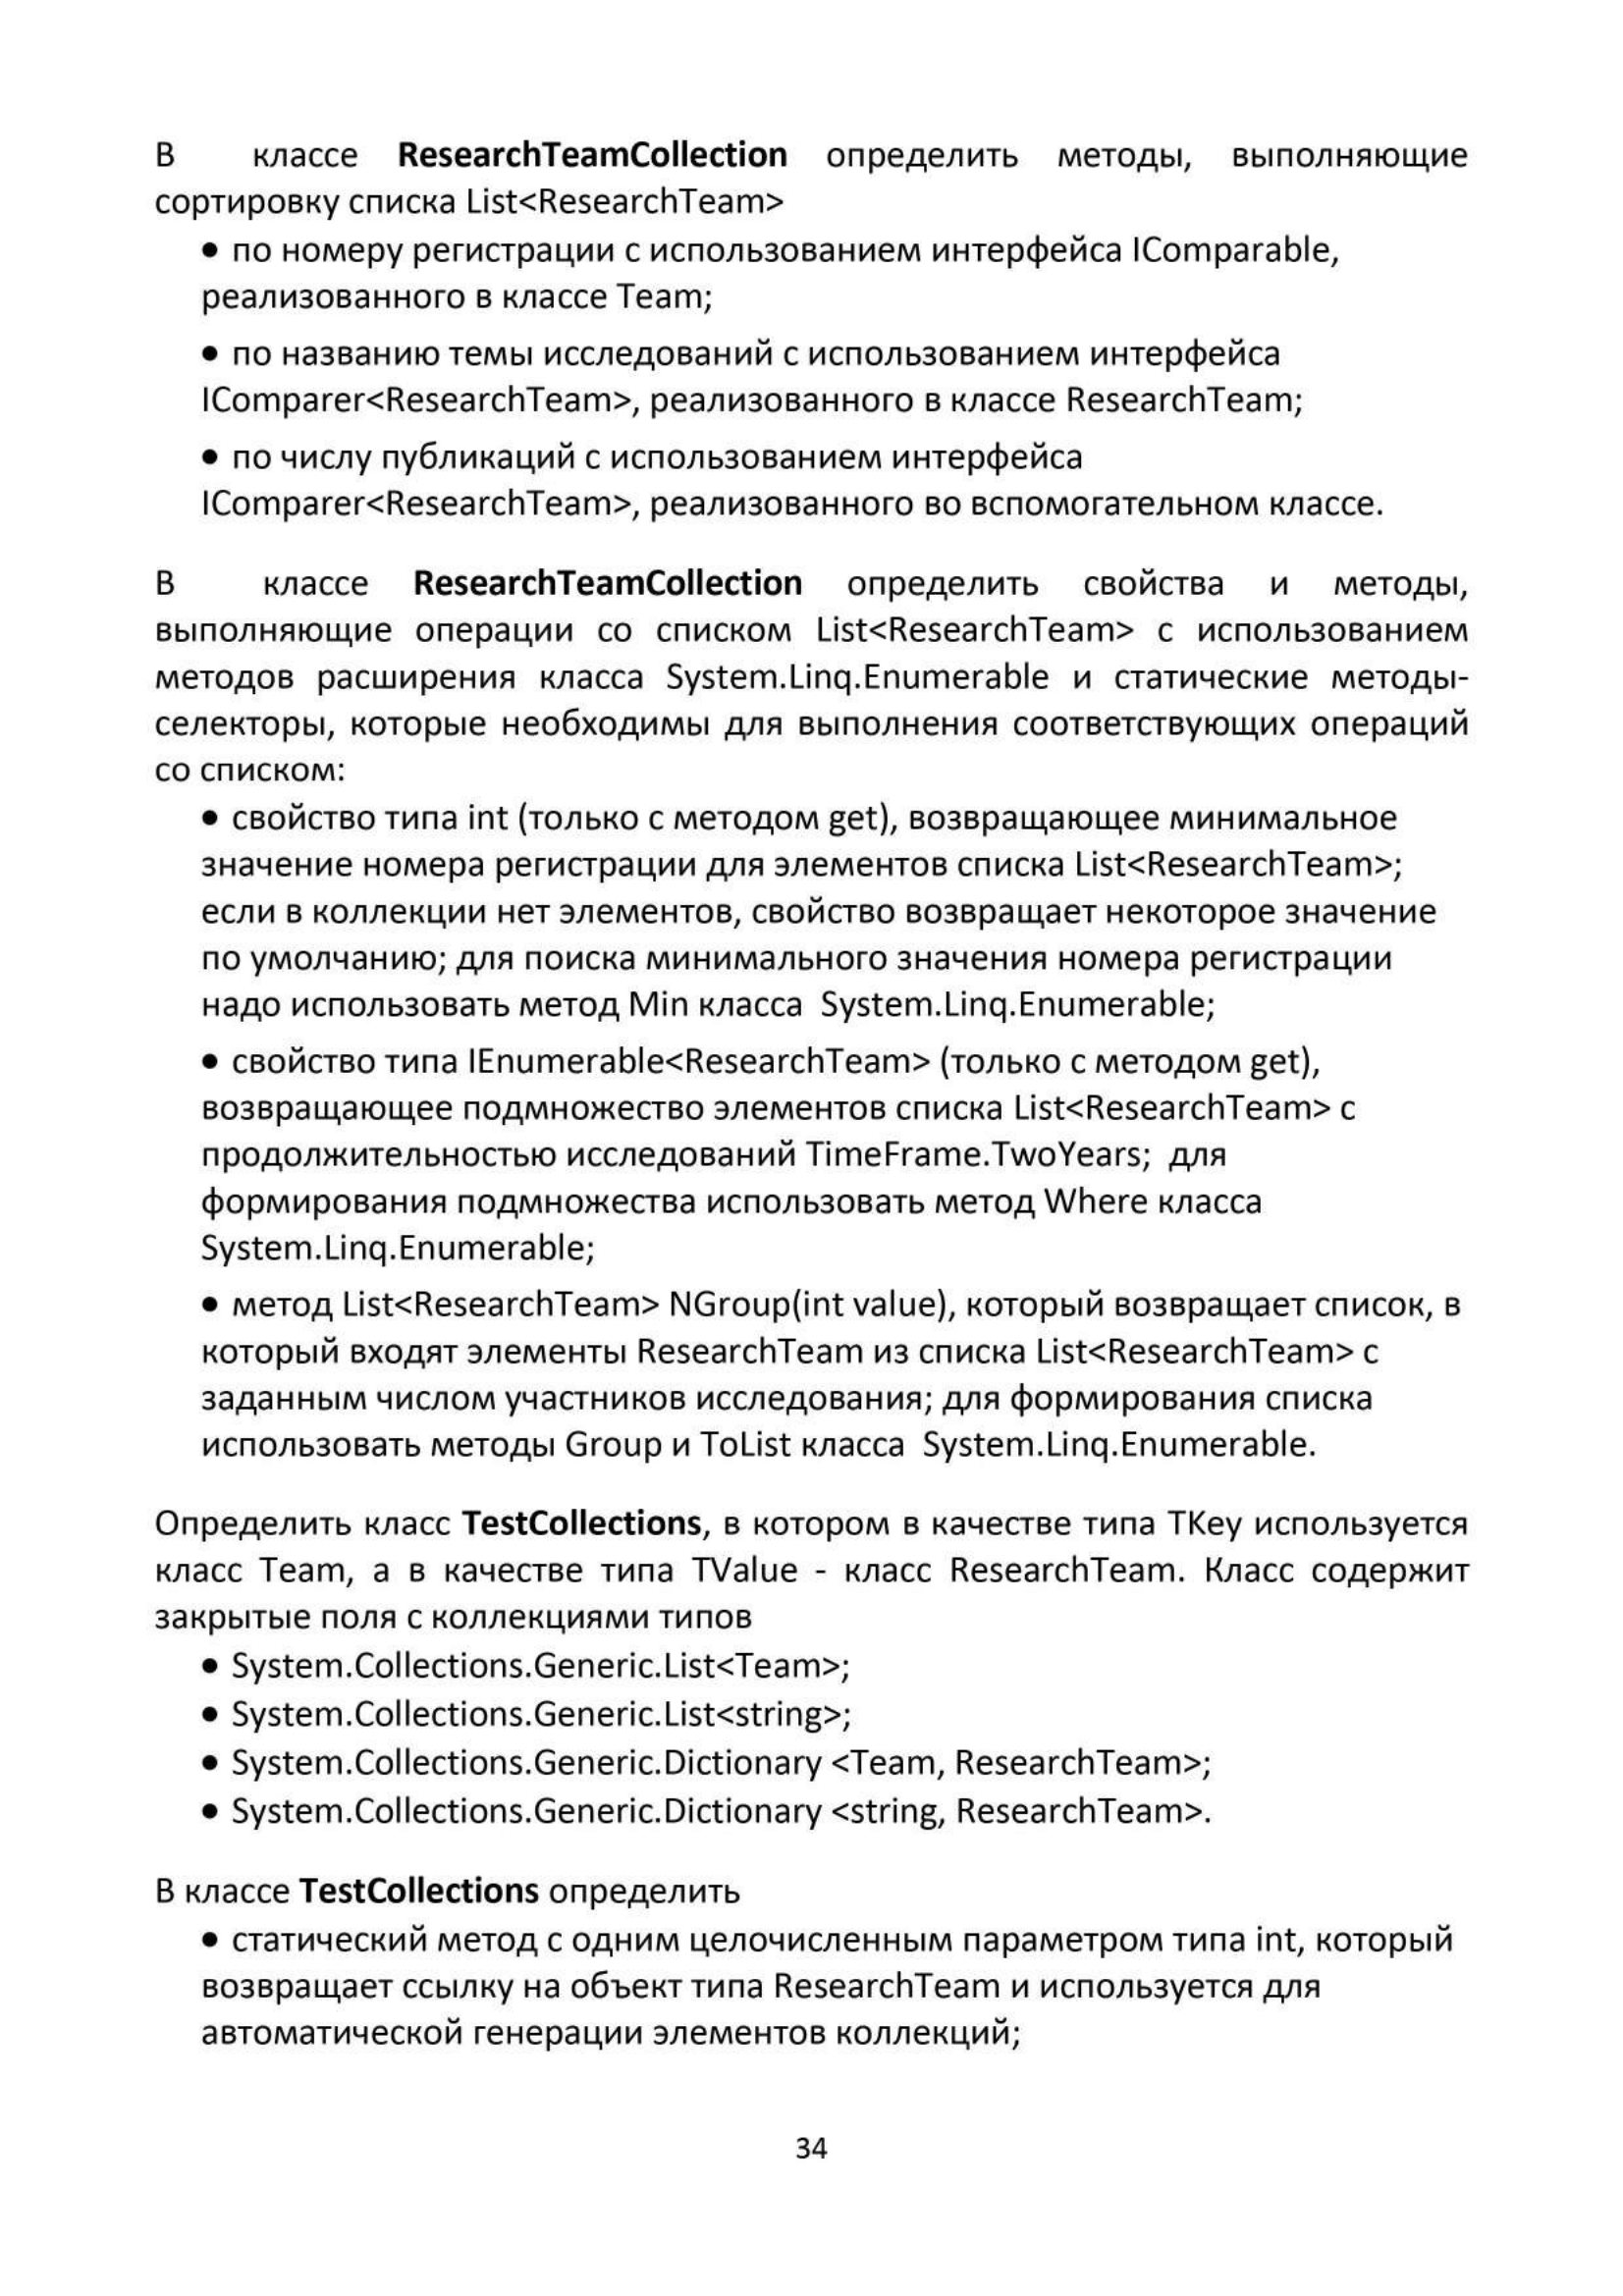 В классе ResearchTeamCollection определить методы, выполняющие
сортировку списка List<ResearchTeam>
• по номеру регистрации с использованием интерфейса IComparable,
реализованного в классе Team;
• по названию темы исследований с использованием интерфейса
IComparer<ResearchTeam>, реализованного в классе ResearchTeam;
• по числу публикаций с использованием интерфейса
IComparer<ResearchTeam>, реализованного во вспомогательном классе.
В классе ResearchTeamCollection определить свойства и методы,
выполняющие операции со списком List<ResearchTeam> с использованием
методов расширения класса System.Linq.Enumerable и статические методы-
селекторы, которые необходимы для выполнения соответствующих операций
со списком:
• свойство типа int (только с методом get), возвращающее минимальное
значение номера регистрации для элементов списка List<ResearchTeam>;
если в коллекции нет элементов, свойство возвращает некоторое значение
по умолчанию; для поиска минимального значения номера регистрации
надо использовать метод Min класса System.Linq.Enumerable;
• свойство типа IEnumerable<ResearchTeam> (только с методом get),
возвращающее подмножество элементов списка List<ResearchTeam> с
продолжительностью исследований TimeFrame.TwoYears; для
формирования подмножества использовать метод Where класса
System.Linq.Enumerable;
• метод List<ResearchTeam> NGroup(int value), который возвращает список, в
который входят элементы ResearchTeam из списка List<ResearchTeam> с
заданным числом участников исследования; для формирования списка
использовать методы Group и ToList класса System.Linq.Enumerable.
Определить класс TestCollections, в котором в качестве типа TKey используется
класс Team, а в качестве типа TValue - класс ResearchTeam. Класс содержит
закрытые поля с коллекциями типов
• System.Collections.Generic.List<Team>;
• System.Collections.Generic.List<string>;
• System.Collections.Generic.Dictionary <Team, ResearchTeam>;
• System.Collections.Generic.Dictionary <string, ResearchTeam>.
В классе TestCollections определить
• статический метод с одним целочисленным параметром типа int, который
возвращает ссылку на объект типа ResearchTeam и используется для
автоматической генерации элементов коллекций;
34